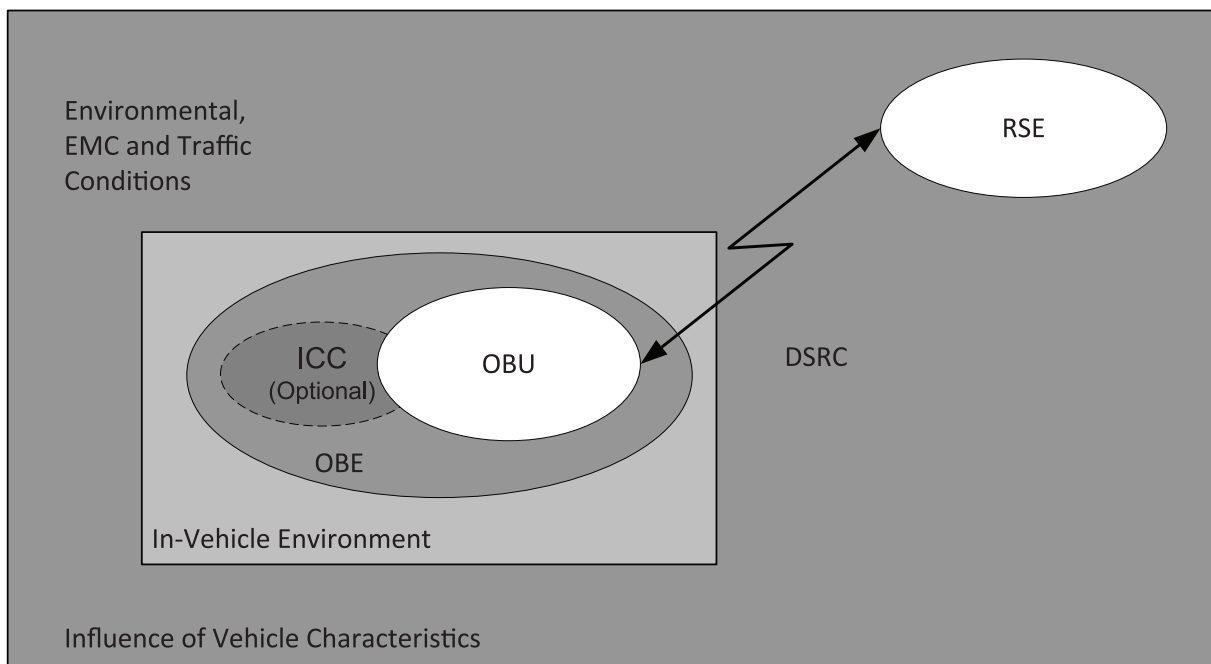 Environmental,
EMC and Traffic
Conditions
RSE
ICC
(Optional)
OBU
DSRC
OBE
In-Vehicle Environment
Influence of Vehicle Characteristics